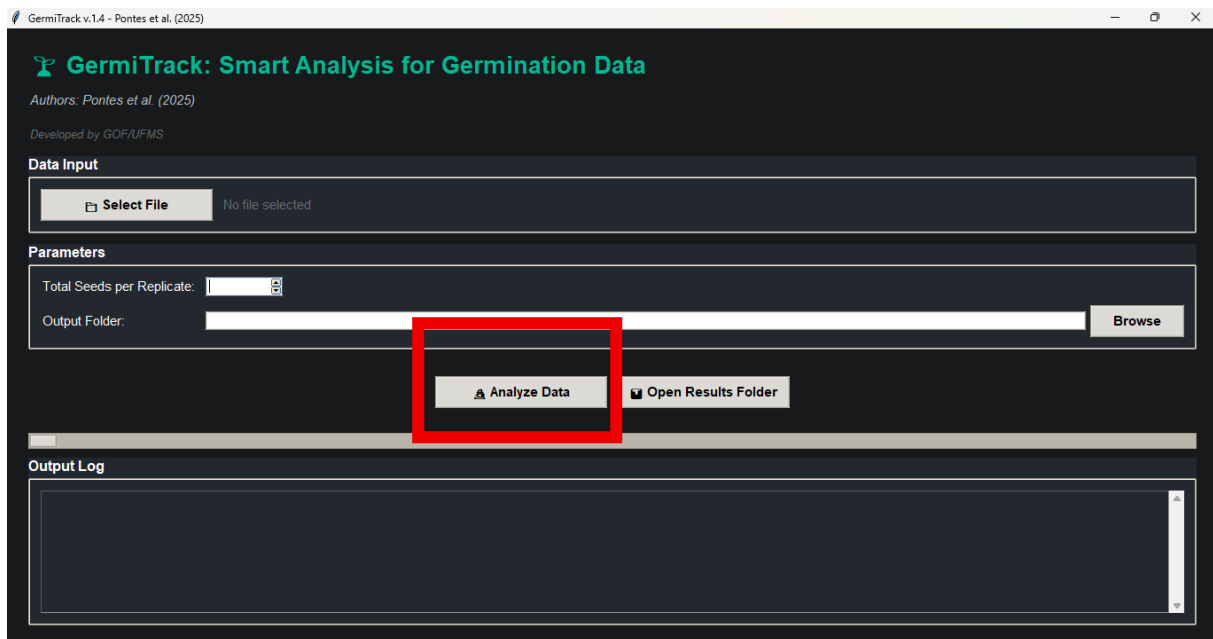 GermiTrack v.1.4 - Pontes et al. (2025)
GermiTrack: Smart Analysis for Germination Data
Authors: Pontes et al. (2025)
Developed by GOF/UFMS
Data Input
Select File No file selected
Parameters
Total Seeds per Replicate:
Output Folder: Browse
Analyze Data Open Results Folder
Output Log